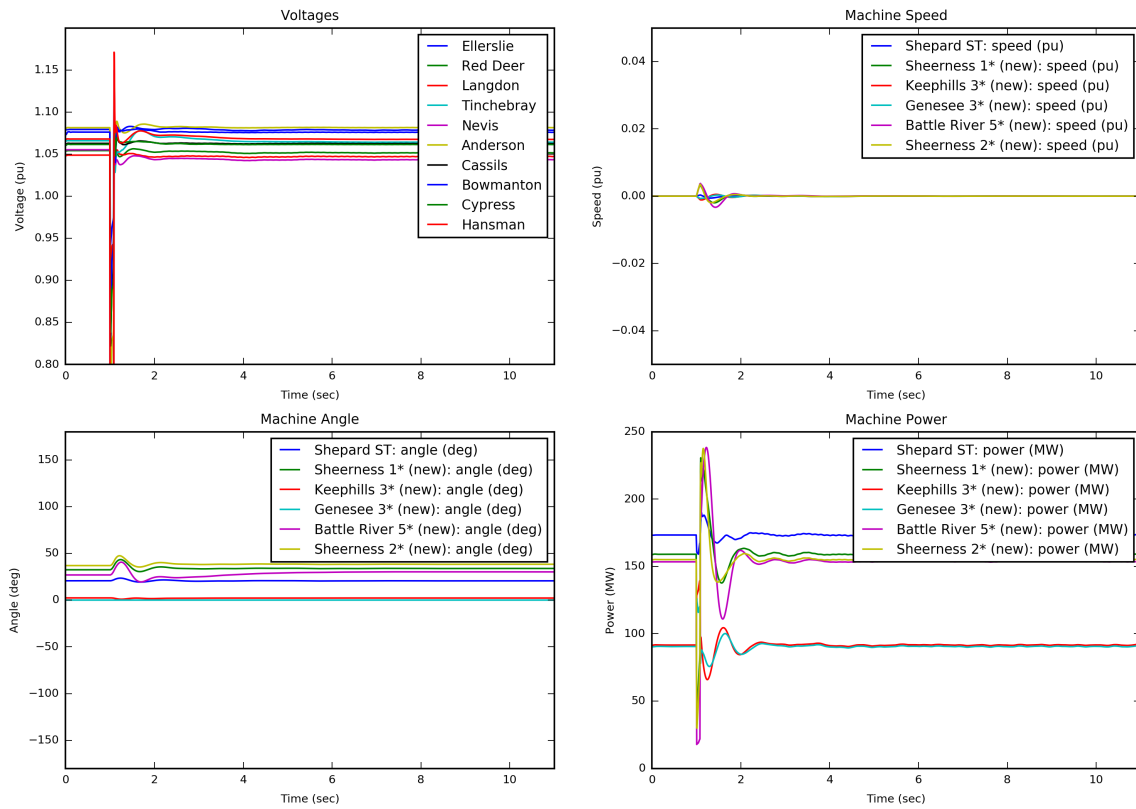 Voltages
Voltage (pu)
1.15
1.10
1.05
1.00
0.95
0.90
0.85
0.80
0
2
4
6
8
10
Time (sec)
Ellerslie
Red Deer
Langdon
Tinchebray
Nevis
Anderson
Cassils
Bowmanton
Cypress
Hansman
Machine Speed
Speed (pu)
0.04
0.02
0.00
−0.02
−0.04
0
2
4
6
8
10
Time (sec)
Shepard ST: speed (pu)
Sheerness 1* (new): speed (pu)
Keephills 3* (new): speed (pu)
Genesee 3* (new): speed (pu)
Battle River 5* (new): speed (pu)
Sheerness 2* (new): speed (pu)
Machine Angle
Angle (deg)
150
100
50
0
−50
−100
−150
0
2
4
6
8
10
Time (sec)
Shepard ST: angle (deg)
Sheerness 1* (new): angle (deg)
Keephills 3* (new): angle (deg)
Genesee 3* (new): angle (deg)
Battle River 5* (new): angle (deg)
Sheerness 2* (new): angle (deg)
Machine Power
Power (MW)
250
200
150
100
50
0
0
2
4
6
8
10
Time (sec)
Shepard ST: power (MW)
Sheerness 1* (new): power (MW)
Keephills 3* (new): power (MW)
Genesee 3* (new): power (MW)
Battle River 5* (new): power (MW)
Sheerness 2* (new): power (MW)